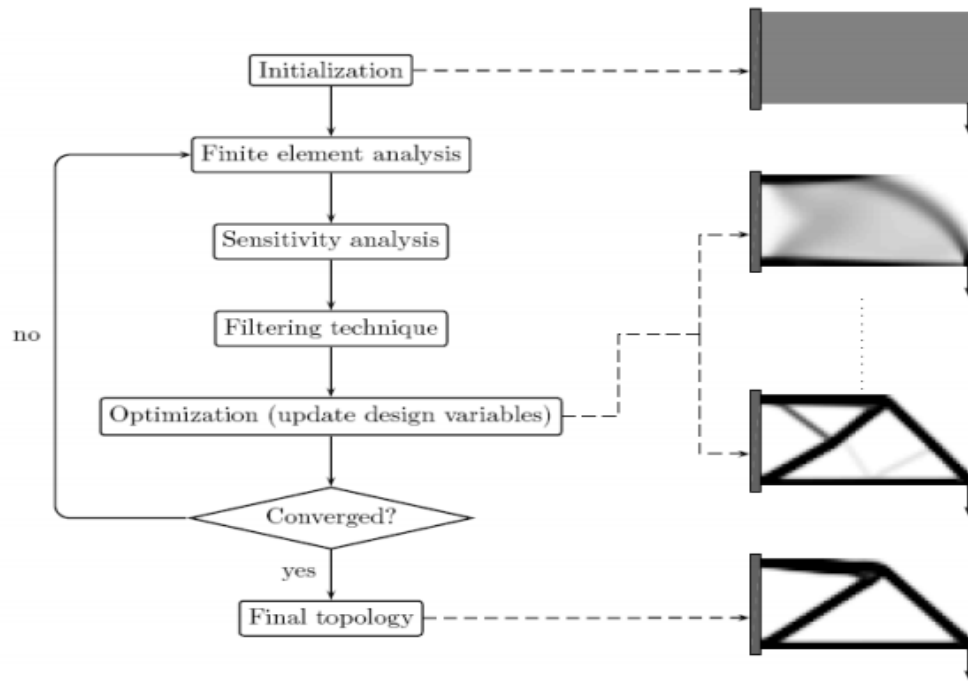 Initialization
Finite element analysis
Sensitivity analysis
Filtering technique
no
Optimization (update design variables)
Converged?
yes
Final topology